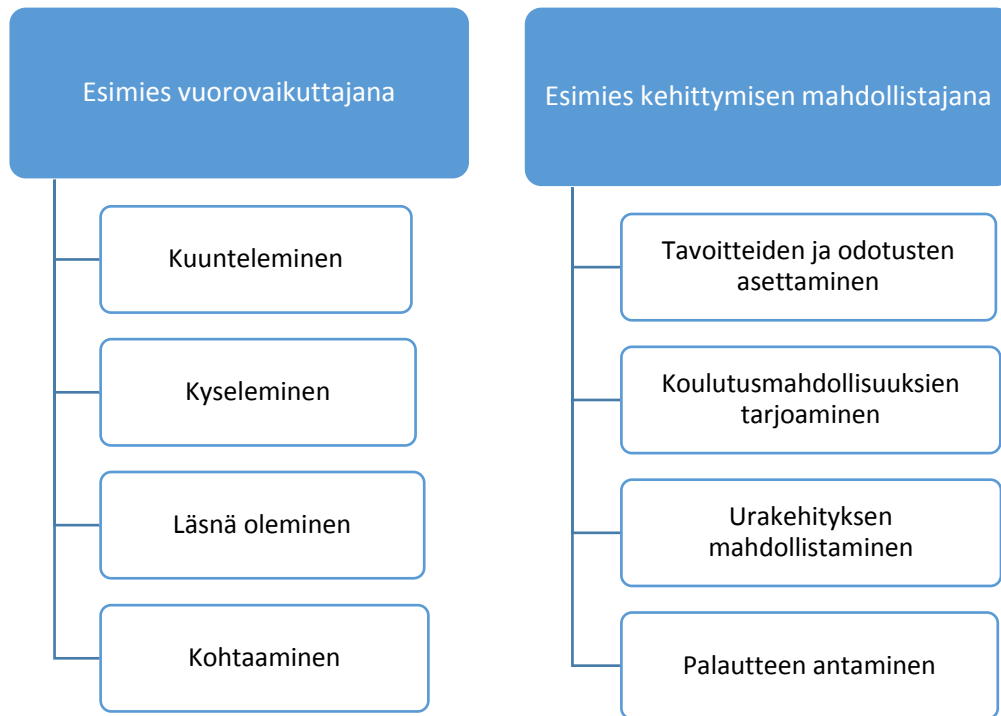 Esimies vuorovaikuttajana
Kuunteleminen
Kyseleminen
Läsnä oleminen
Kohtaaminen
Esimies kehittymisen mahdollistajana
Tavoitteiden ja odotusten
asettaminen
Koulutusmahdollisuuksien
tarjoaminen
Urakehityksen
mahdollistaminen
Palautteen antaminen